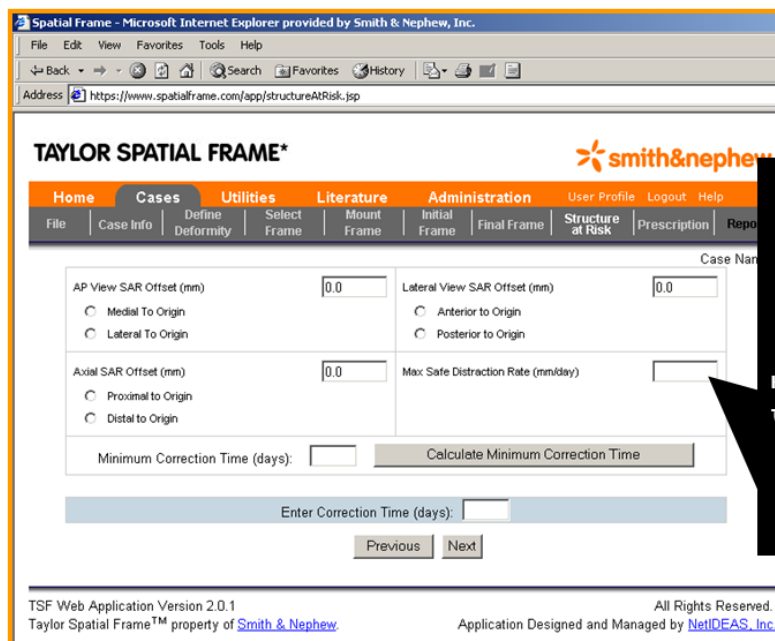 Spatial Frame - Microsoft Internet Explorer provided by Smith & Nephew, Inc.
File Edit View Favorites Tools Help
Back Search Favorites History
Address https://www.spatialframe.com/app/structureAtRisk.jsp
TAYLOR SPATIAL FRAME*
smith&nephew
Home Cases Utilities Literature Administration User Profile Logout Help
File Case Info Define Deformity Select Frame Mount Frame Initial Frame Final Frame Structure at Risk Prescription Repo
Case Nan
AP View SAR Offset (mm) 0.0 Lateral View SAR Offset (mm) 0.0
Medial To Origin Anterior to Origin
Lateral To Origin Posterior to Origin
Axial SAR Offset (mm) 0.0 Max Safe Distraction Rate (mm/day)
Proximal to Origin
Distal to Origin
Minimum Correction Time (days): Calculate Minimum Correction Time
Enter Correction Time (days):
Previous Next
TSF Web Application Version 2.0.1 All Rights Reserved.
Taylor Spatial Frame™ property of Smith & Nephew. Application Designed and Managed by NetIDEAS, Inc